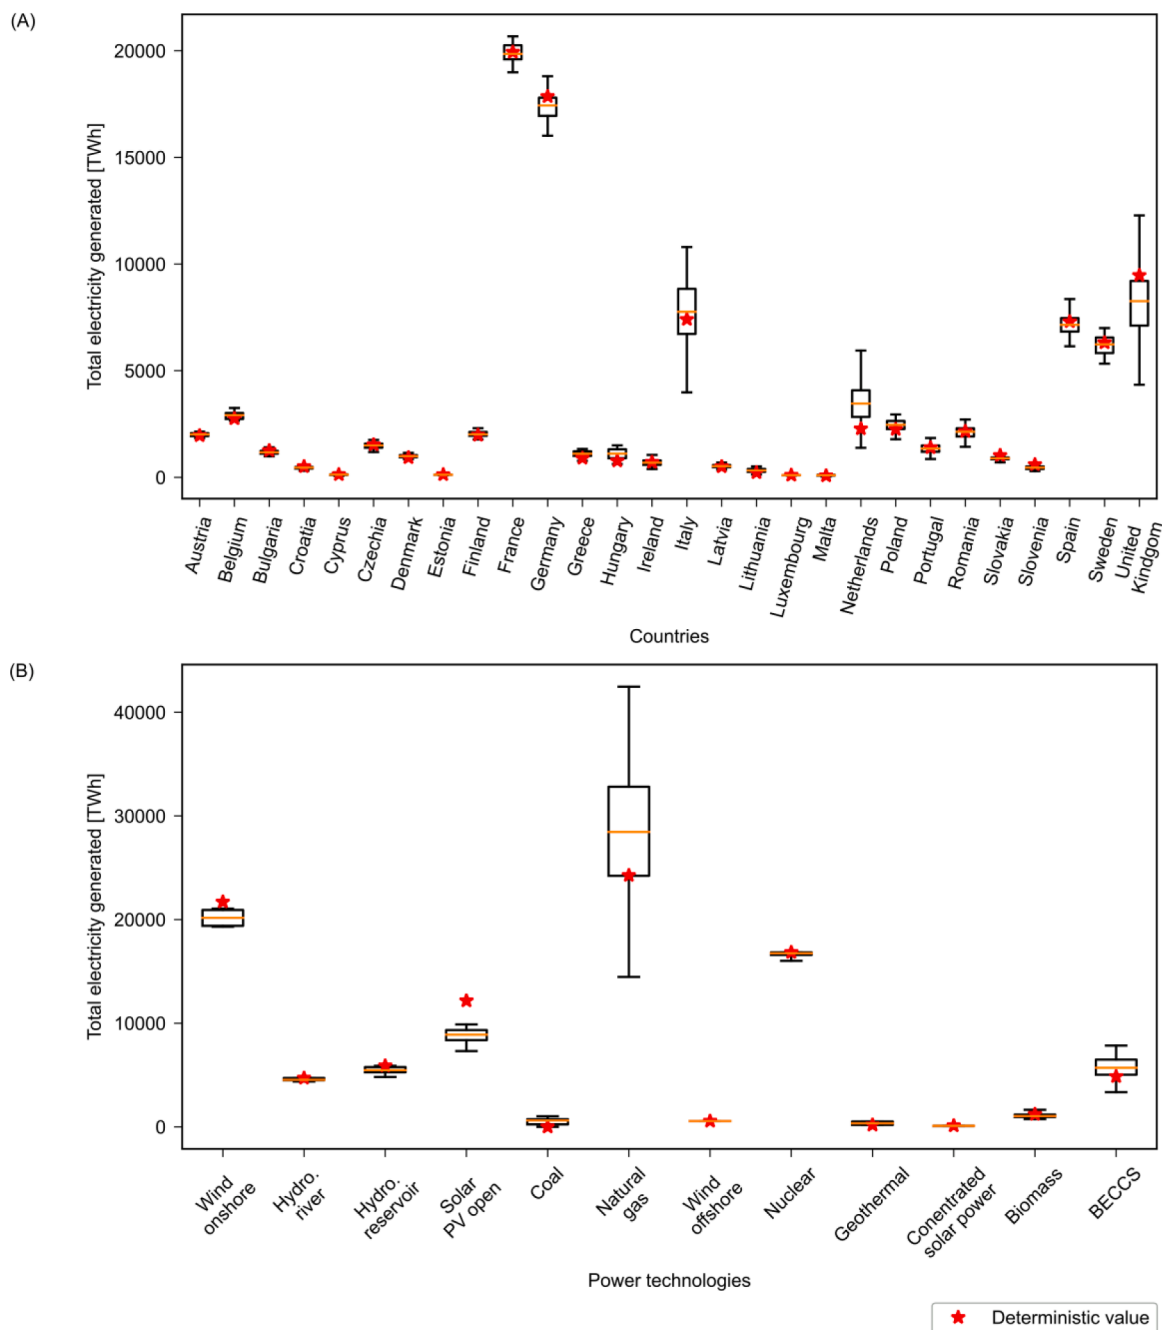 (A)
Total electricity generated [TWh]
20000
15000
10000
5000
0
Austria
Belgium
Bulgaria
Croatia
Cyprus
Czechia
Denmark
Estonia
Finland
France
Germany
Greece
Hungary
Ireland
Italy
Latvia
Lithuania
Luxembourg
Malta
Netherlands
Poland
Portugal
Romania
Slovakia
Slovenia
Spain
Sweden
United
Kindgom
Countries
(B)
Total electricity generated [TWh]
40000
30000
20000
10000
0
Wind
onshore
Hydro.
river
Hydro.
reservoir
Solar
PV open
Coal
Natural
gas
Wind
offshore
Nuclear
Geothermal
Conentrated
solar power
Biomass
BECCS
Power technologies
Deterministic value